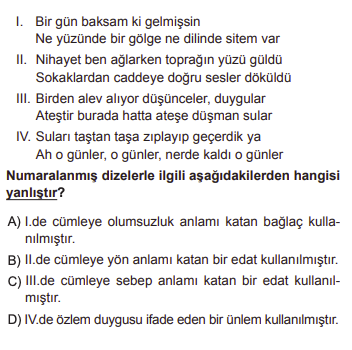 I. Bir gün baksam ki gelmişsin
Ne yüzünde bir gölge ne dilinde sitem var
II. Nihayet ben ağlarken toprağın yüzü güldü
Sokaklardan caddeye doğru sesler döküldü
III. Birden alev alıyor düşünceler, duygular
Ateştir burada hatta ateşe düşman sular
IV. Suları taştan taşa zıplayıp geçerdik ya
Ah o günler, o günler, nerde kaldı o günler
Numaralanmış dizelerle ilgili aşağıdakilerden hangisi
yanlıştır?
A) I.de cümleye olumsuzluk anlamı katan bağlaç kulla-
nılmıştır.
B) II.de cümleye yön anlamı katan bir edat kullanılmıştır.
C) III.de cümleye sebep anlamı katan bir edat kullanıl-
mıştır.
D) IV.de özlem duygusu ifade eden bir ünlem kullanılmıştır.